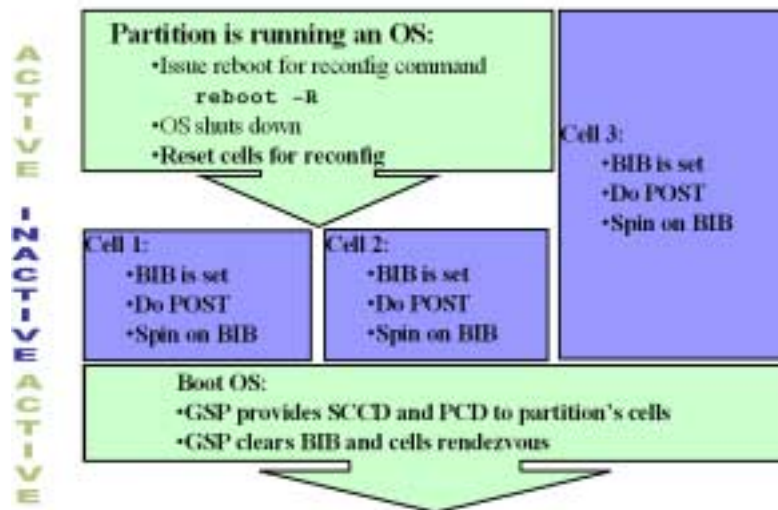 ACTIVE
INACTIVE
ACTIVE
Partition is running an OS:
•Issue reboot for reconfig command
reboot -R
•OS shuts down
•Reset cells for reconfig
Cell 3:
•BIB is set
•Do POST
•Spin on BIB
Cell 1:
•BIB is set
•Do POST
•Spin on BIB
Cell 2:
•BIB is set
•Do POST
•Spin on BIB
Boot OS:
•GSP provides SCCD and PCD to partition's cells
•GSP clears BIB and cells rendezvous